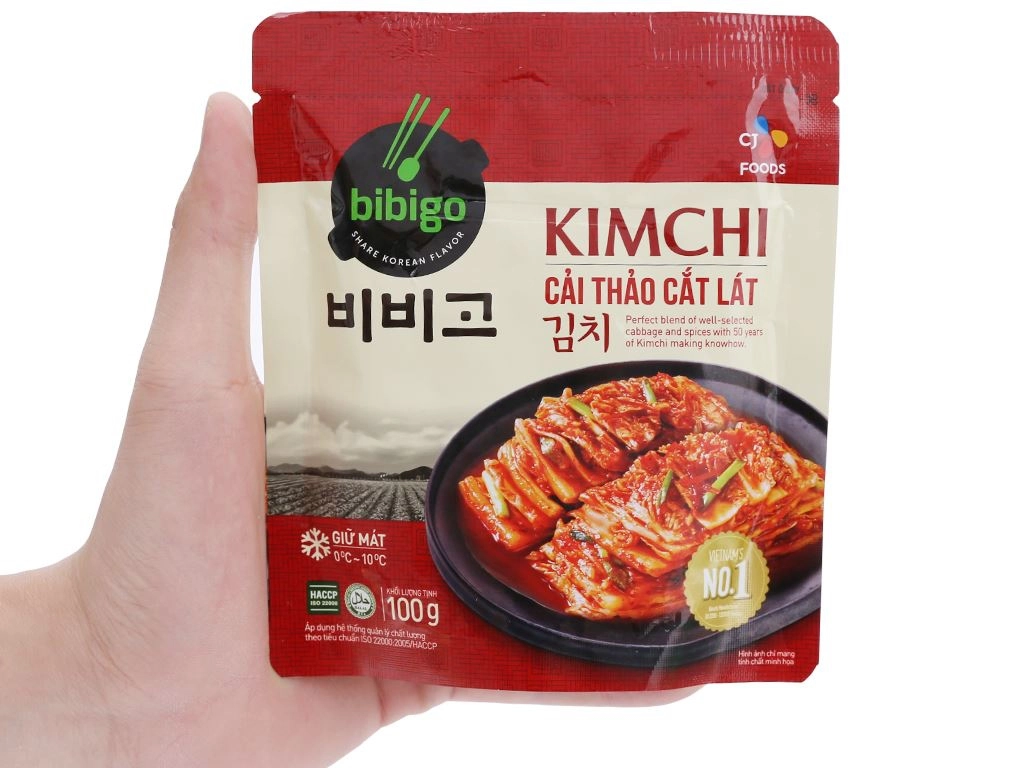 CJ
FOODS
bibigo
SHARE KOREAN FLAVOR
비비고
KIMCHI
CẢI THẢO CẮT LÁT
김치
Perfect blend of well-selected
cabbage and spices with 50 years
of Kimchi making knowhow.
GIỮ MÁT
0°C ~ 10°C
HACCP
ISO 22000
HALAL
KHỐI LƯỢNG TỊNH
100g
Áp dụng hệ thống quản lý chất lượng
theo tiêu chuẩn ISO 22000:2005/HACCP
VIETNAM'S
NO.1
Hình ảnh chỉ mang
tính chất minh họa